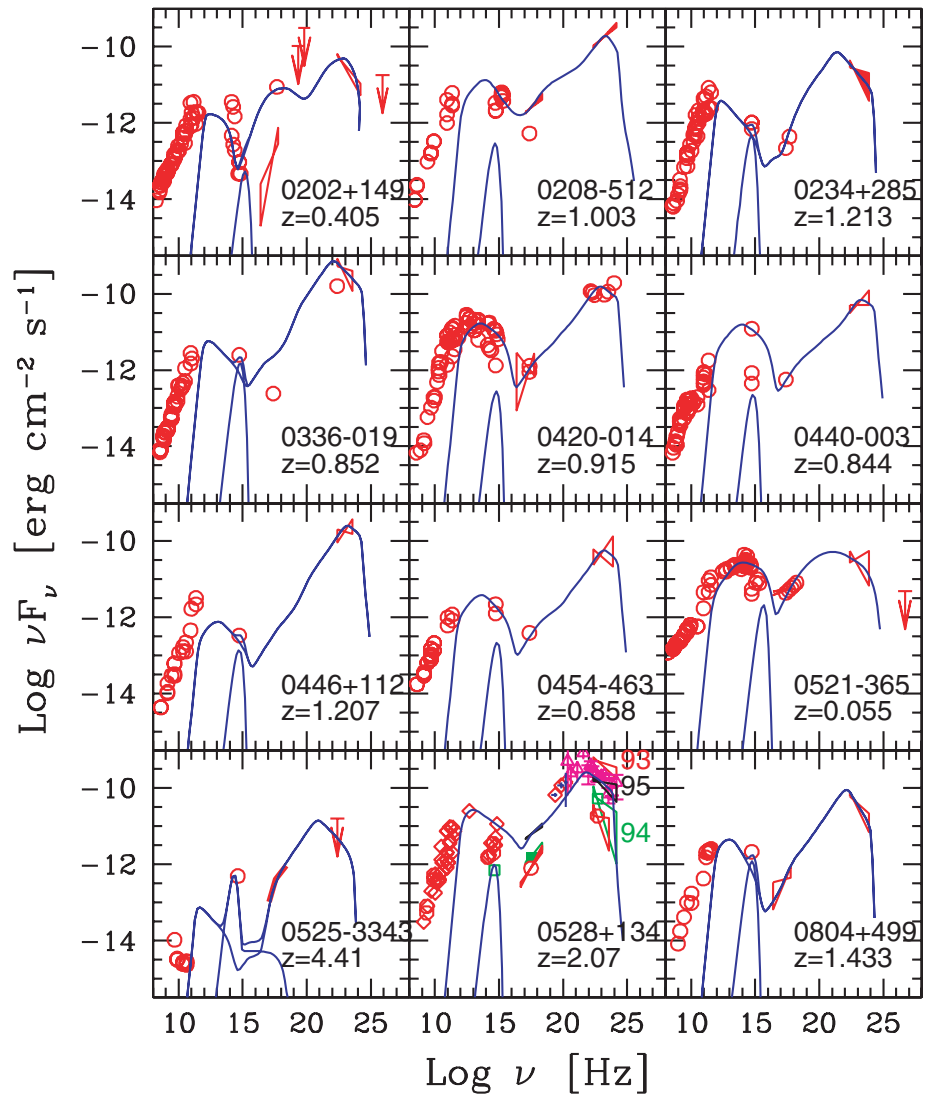 −10
−12
−14
0202+149
z=0.405
0208-512
z=1.003
0234+285
z=1.213
−10
−12
−14
0336-019
z=0.852
0420-014
z=0.915
0440-003
z=0.844
−10
−12
−14
0446+112
z=1.207
0454-463
z=0.858
0521-365
z=0.055
−10
−12
−14
0525-3343
z=4.41
93
95
94
0528+134
z=2.07
0804+499
z=1.433
10 15 20 25 10 15 20 25 10 15 20 25
Log ν [Hz]
Log νFν [erg cm−2 s−1]